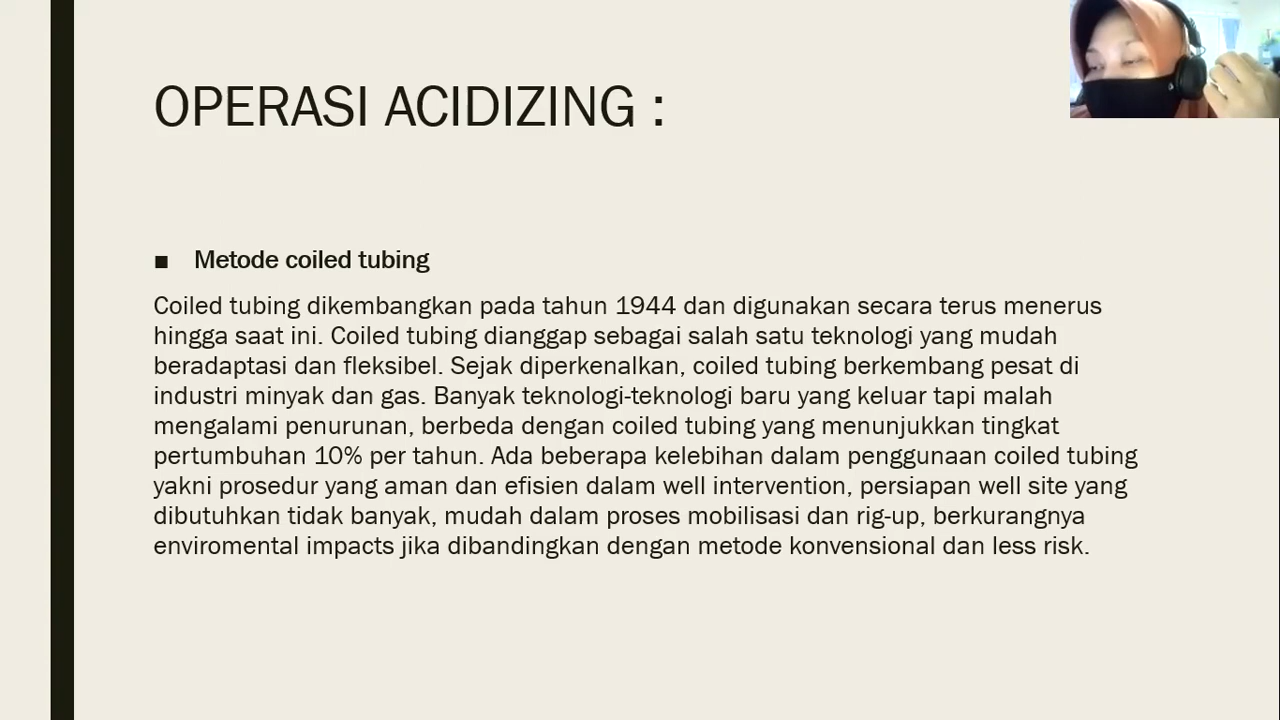 OPERASI ACIDIZING :
■ Metode coiled tubing
Coiled tubing dikembangkan pada tahun 1944 dan digunakan secara terus menerus
hingga saat ini. Coiled tubing dianggap sebagai salah satu teknologi yang mudah
beradaptasi dan fleksibel. Sejak diperkenalkan, coiled tubing berkembang pesat di
industri minyak dan gas. Banyak teknologi-teknologi baru yang keluar tapi malah
mengalami penurunan, berbeda dengan coiled tubing yang menunjukkan tingkat
pertumbuhan 10% per tahun. Ada beberapa kelebihan dalam penggunaan coiled tubing
yakni prosedur yang aman dan efisien dalam well intervention, persiapan well site yang
dibutuhkan tidak banyak, mudah dalam proses mobilisasi dan rig-up, berkurangnya
enviromental impacts jika dibandingkan dengan metode konvensional dan less risk.